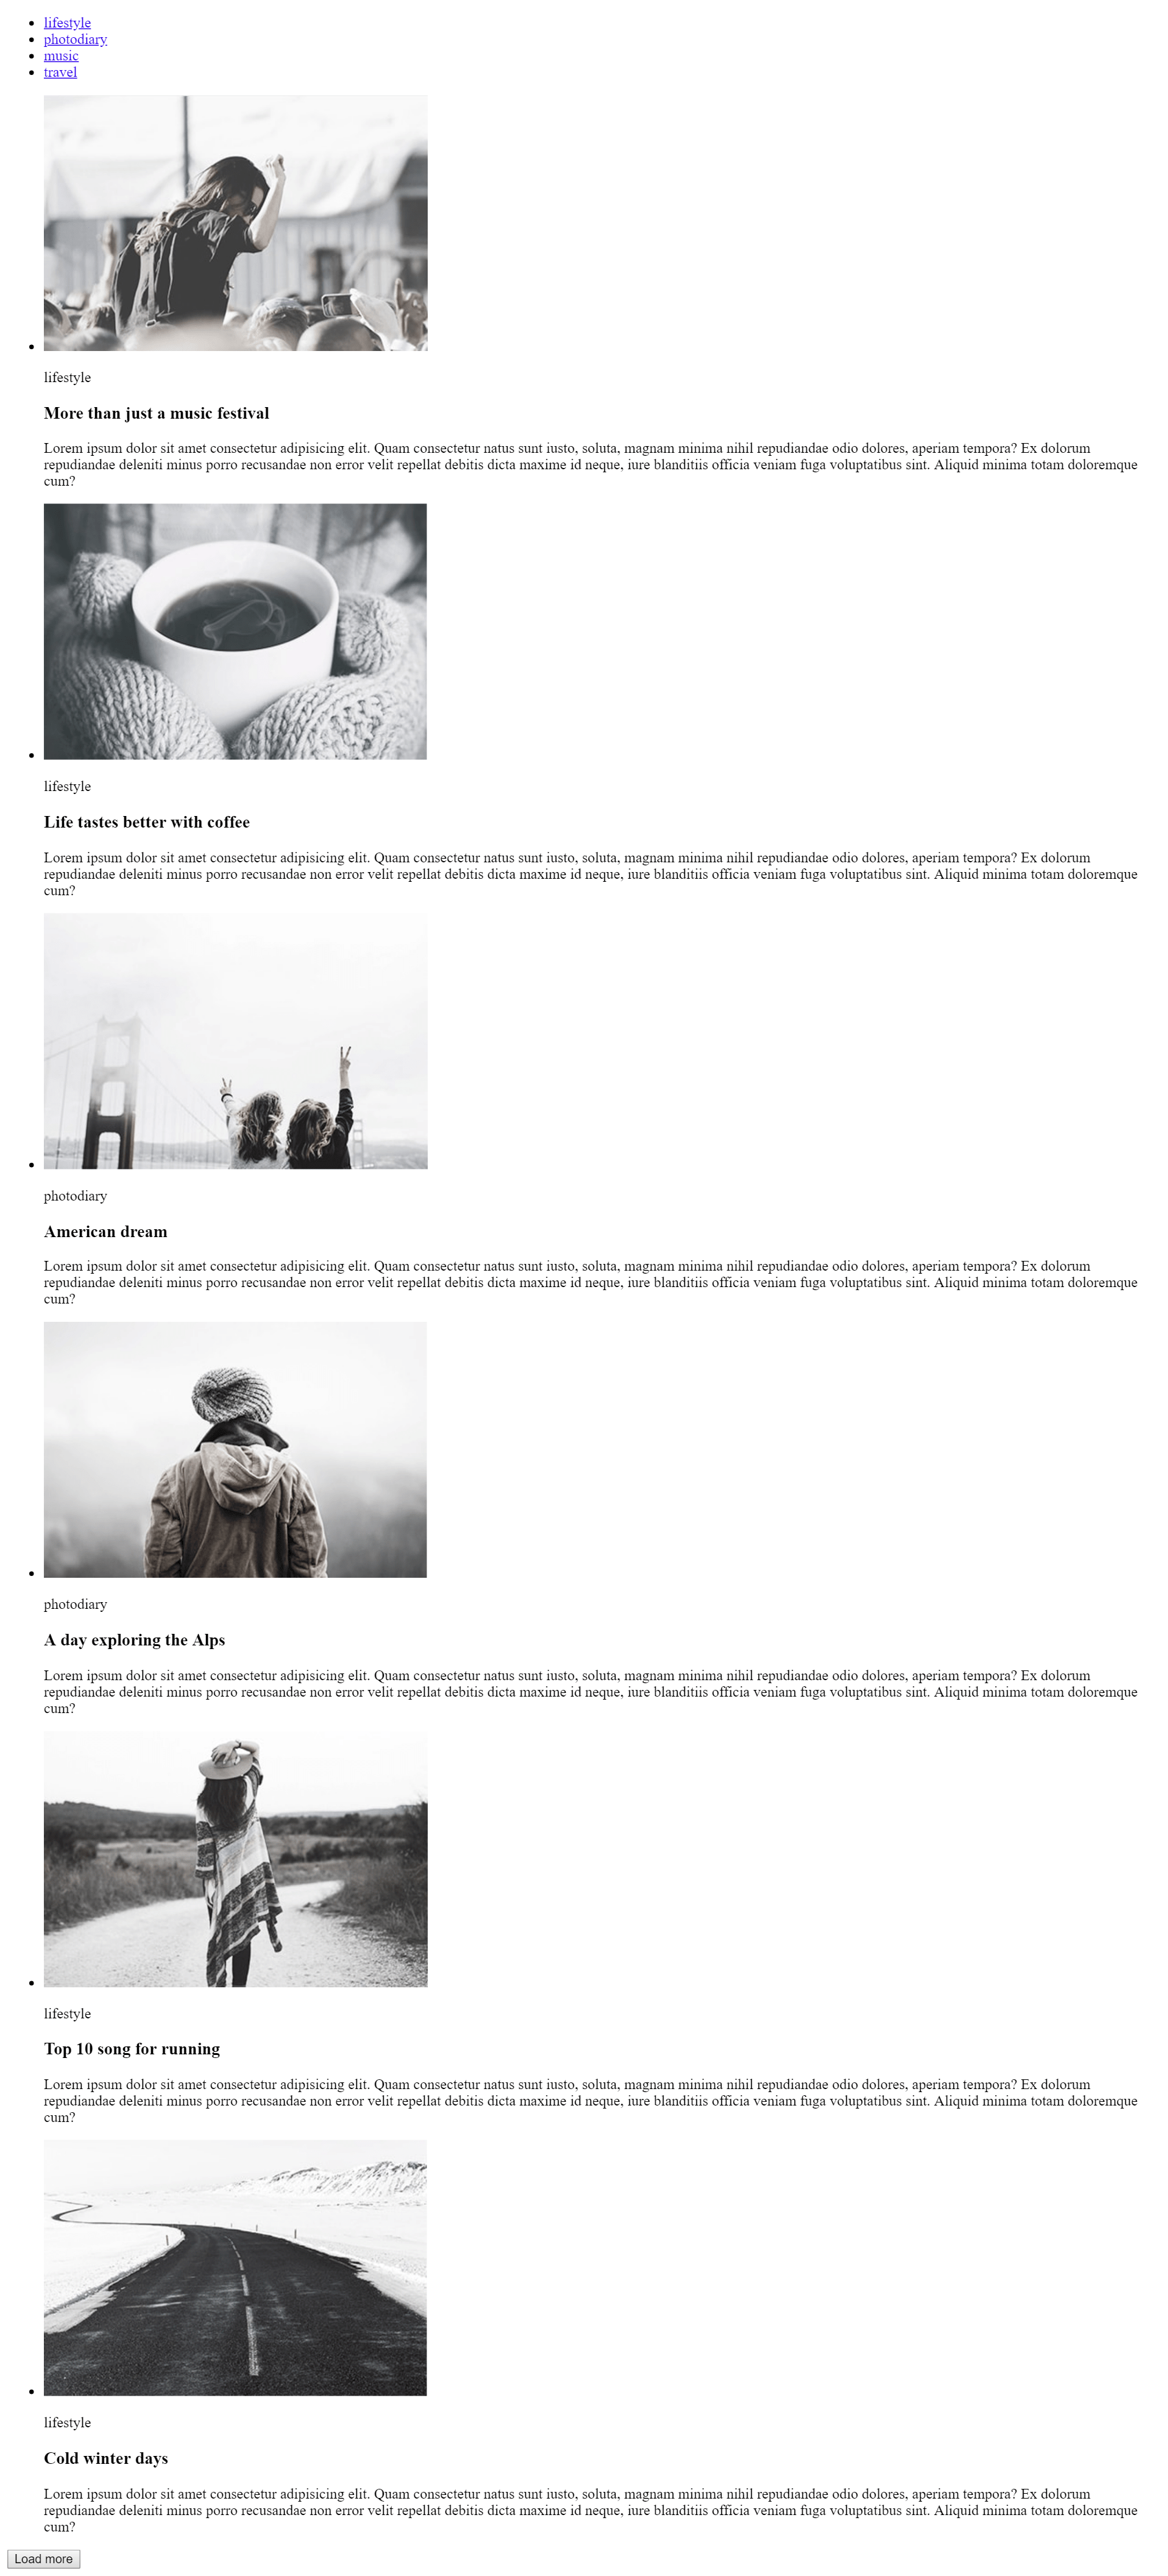 lifestyle
photodiary
music
travel
lifestyle
More than just a music festival
Lorem ipsum dolor sit amet consectetur adipisicing elit. Quam consectetur natus sunt iusto, soluta, magnam minima nihil repudiandae odio dolores, aperiam tempora? Ex dolorum
repudiandae deleniti minus porro recusandae non error velit repellat debitis dicta maxime id neque, iure blanditiis officia veniam fuga voluptatibus sint. Aliquid minima totam doloremque
cum?
lifestyle
Life tastes better with coffee
Lorem ipsum dolor sit amet consectetur adipisicing elit. Quam consectetur natus sunt iusto, soluta, magnam minima nihil repudiandae odio dolores, aperiam tempora? Ex dolorum
repudiandae deleniti minus porro recusandae non error velit repellat debitis dicta maxime id neque, iure blanditiis officia veniam fuga voluptatibus sint. Aliquid minima totam doloremque
cum?
photodiary
American dream
Lorem ipsum dolor sit amet consectetur adipisicing elit. Quam consectetur natus sunt iusto, soluta, magnam minima nihil repudiandae odio dolores, aperiam tempora? Ex dolorum
repudiandae deleniti minus porro recusandae non error velit repellat debitis dicta maxime id neque, iure blanditiis officia veniam fuga voluptatibus sint. Aliquid minima totam doloremque
cum?
photodiary
A day exploring the Alps
Lorem ipsum dolor sit amet consectetur adipisicing elit. Quam consectetur natus sunt iusto, soluta, magnam minima nihil repudiandae odio dolores, aperiam tempora? Ex dolorum
repudiandae deleniti minus porro recusandae non error velit repellat debitis dicta maxime id neque, iure blanditiis officia veniam fuga voluptatibus sint. Aliquid minima totam doloremque
cum?
lifestyle
Top 10 song for running
Lorem ipsum dolor sit amet consectetur adipisicing elit. Quam consectetur natus sunt iusto, soluta, magnam minima nihil repudiandae odio dolores, aperiam tempora? Ex dolorum
repudiandae deleniti minus porro recusandae non error velit repellat debitis dicta maxime id neque, iure blanditiis officia veniam fuga voluptatibus sint. Aliquid minima totam doloremque
cum?
lifestyle
Cold winter days
Lorem ipsum dolor sit amet consectetur adipisicing elit. Quam consectetur natus sunt iusto, soluta, magnam minima nihil repudiandae odio dolores, aperiam tempora? Ex dolorum
repudiandae deleniti minus porro recusandae non error velit repellat debitis dicta maxime id neque, iure blanditiis officia veniam fuga voluptatibus sint. Aliquid minima totam doloremque
cum?
Load more